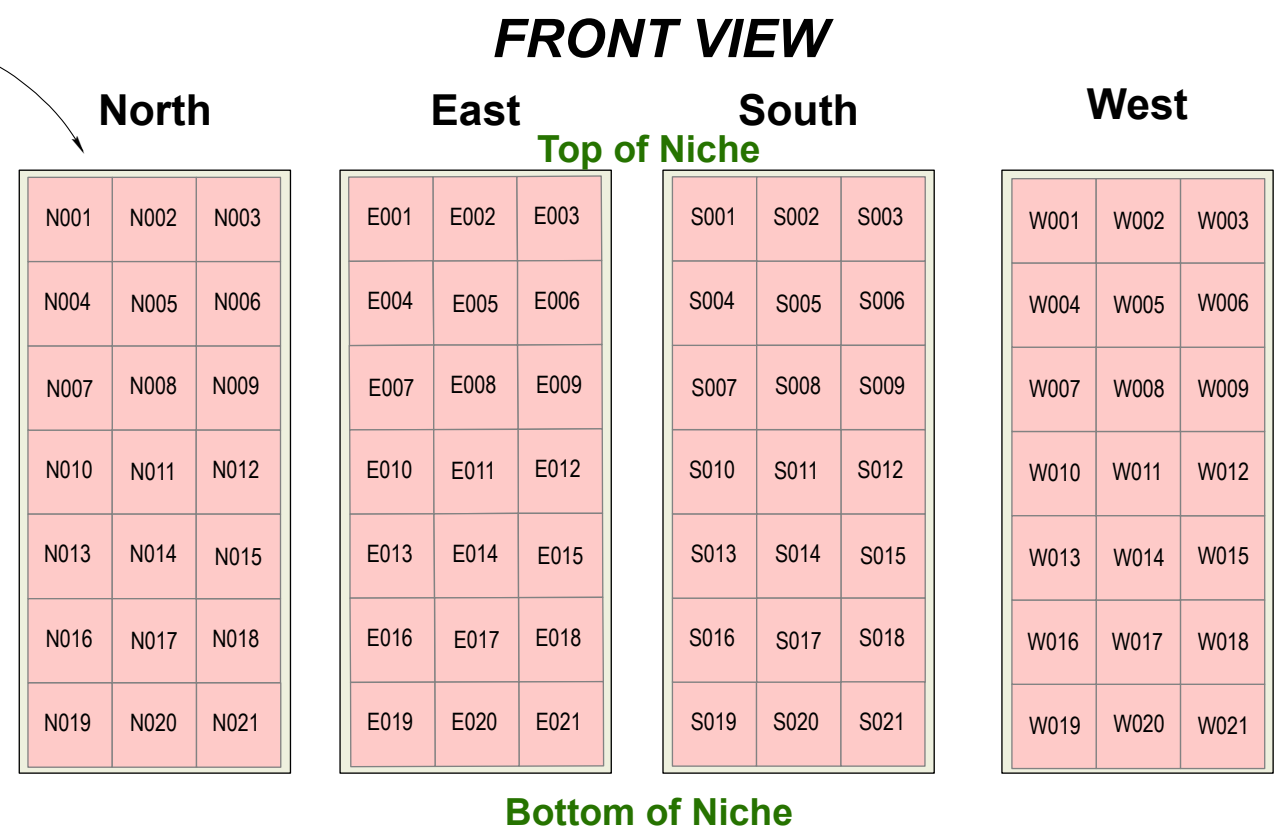 FRONT VIEW
North East South West
Top of Niche
N001 N002 N003 E001 E002 E003 S001 S002 S003 W001 W002 W003
N004 N005 N006 E004 E005 E006 S004 S005 S006 W004 W005 W006
N007 N008 N009 E007 E008 E009 S007 S008 S009 W007 W008 W009
N010 N011 N012 E010 E011 E012 S010 S011 S012 W010 W011 W012
N013 N014 N015 E013 E014 E015 S013 S014 S015 W013 W014 W015
N016 N017 N018 E016 E017 E018 S016 S017 S018 W016 W017 W018
N019 N020 N021 E019 E020 E021 S019 S020 S021 W019 W020 W021
Bottom of Niche